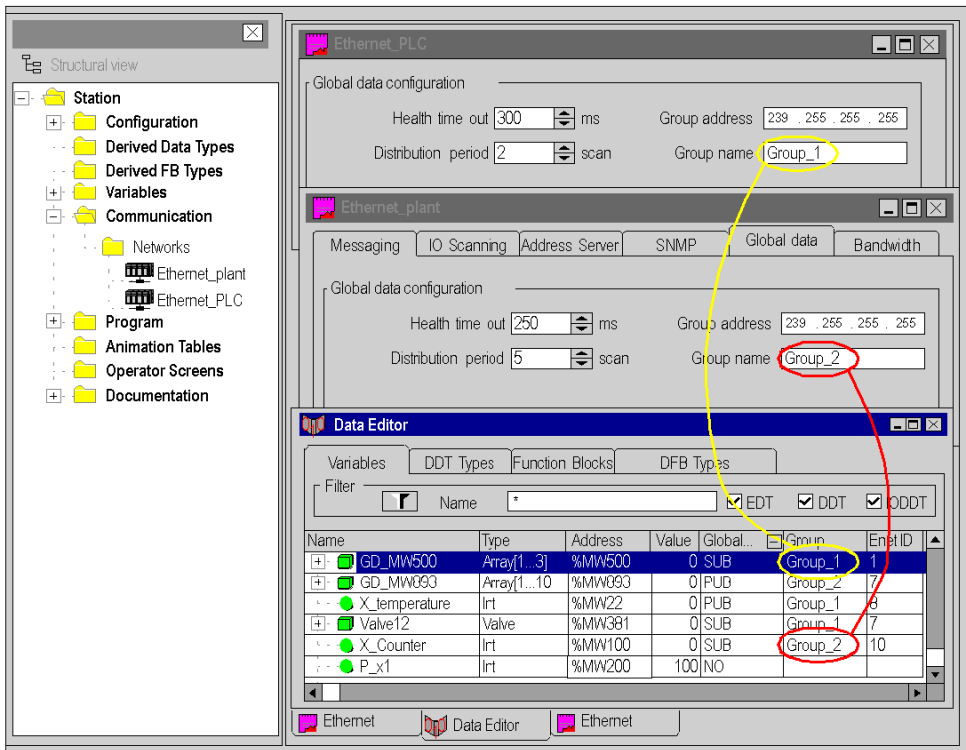 Structural view
Station
Configuration
Derived Data Types
Derived FB Types
Variables
Communication
Networks
Ethernet_plant
Ethernet_PLC
Program
Animation Tables
Operator Screens
Documentation
Ethernet_PLC
Global data configuration
Health time out 300 ms Group address 239 . 255 . 255 . 255
Distribution period 2 scan Group name Group_1
Ethernet_plant
Messaging IO Scanning Address Server SNMP Global data Bandwidth
Global data configuration
Health time out 250 ms Group address 239 . 255 . 255 . 255
Distribution period 5 scan Group name Group_2
Data Editor
Variables DDT Types Function Blocks DFB Types
Filter
Name * EDT DDT IODDT
Name Type Address Value Global... Group Enet ID
GD_MW500 Array[1...3] %MW500 0 SUB Group_1 1
GD_MW893 Array[1...10 %MW893 0 PUB Group_2 7
X_temperature Irt %MW22 0 PUB Group_1 8
Valve12 Valve %MW381 0 SUB Group_1 7
X_Counter Irt %MW100 0 SUB Group_2 10
P_x1 Irt %MW200 100 NO
Ethernet Data Editor Ethernet